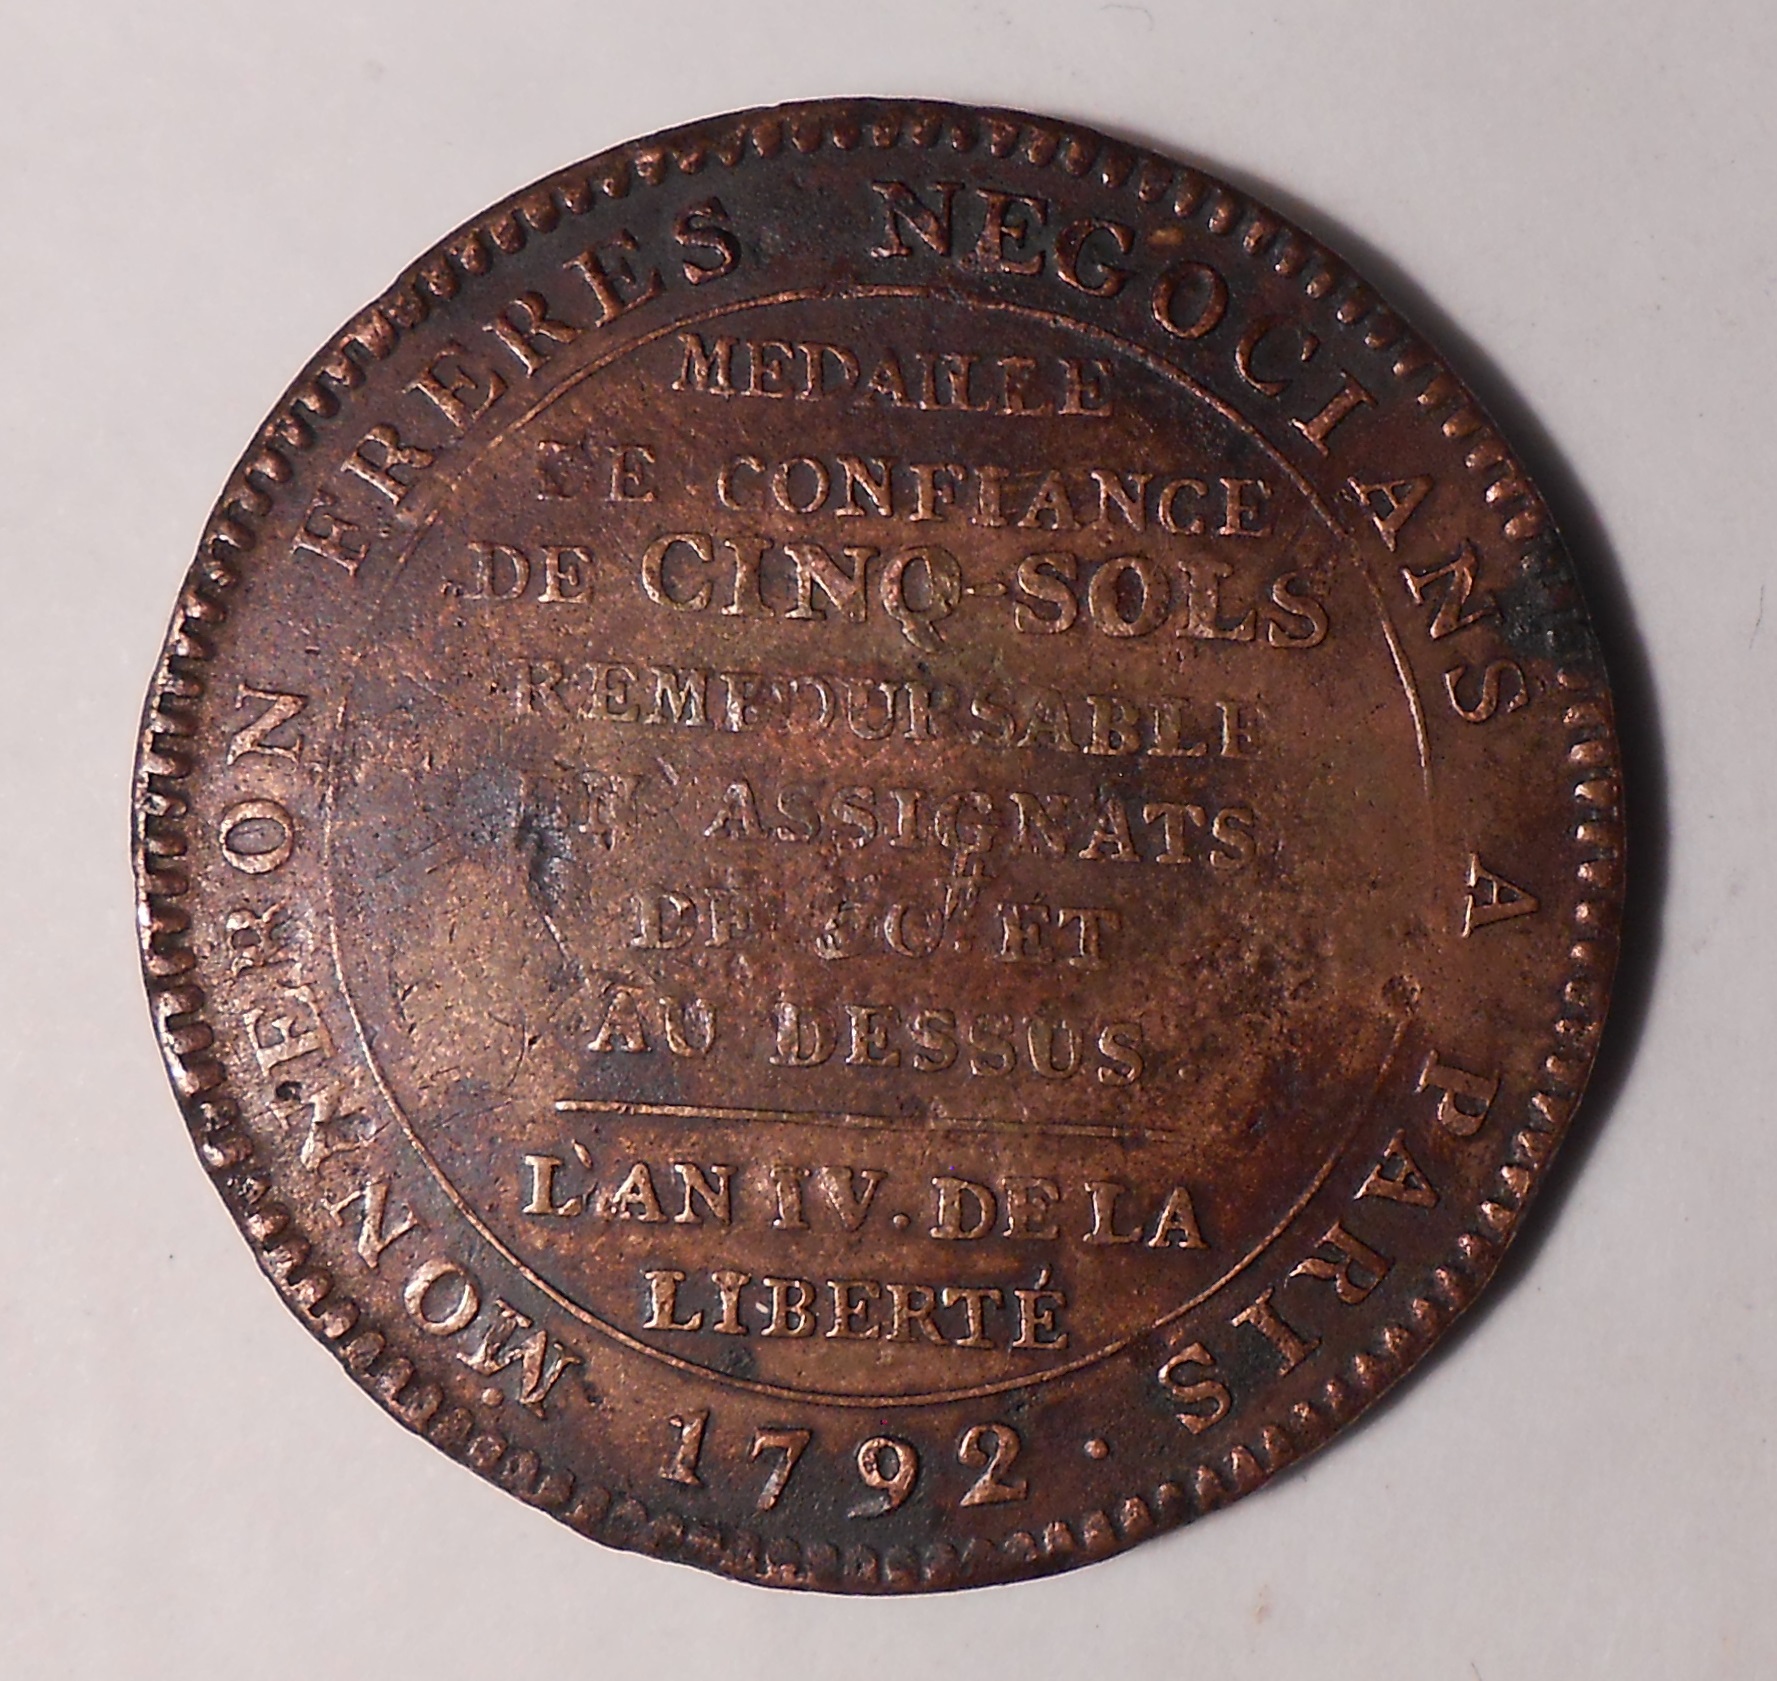 MONNERON FRERES NEGOCIANS A PARIS
MEDAILLE
DE CONFIANCE
DE CINQ-SOLS
REMBOURSABLE
EN ASSIGNATS
DE 50ᴸ ET
AU DESSUS.
L'AN IV. DE LA
LIBERTÉ
1792.